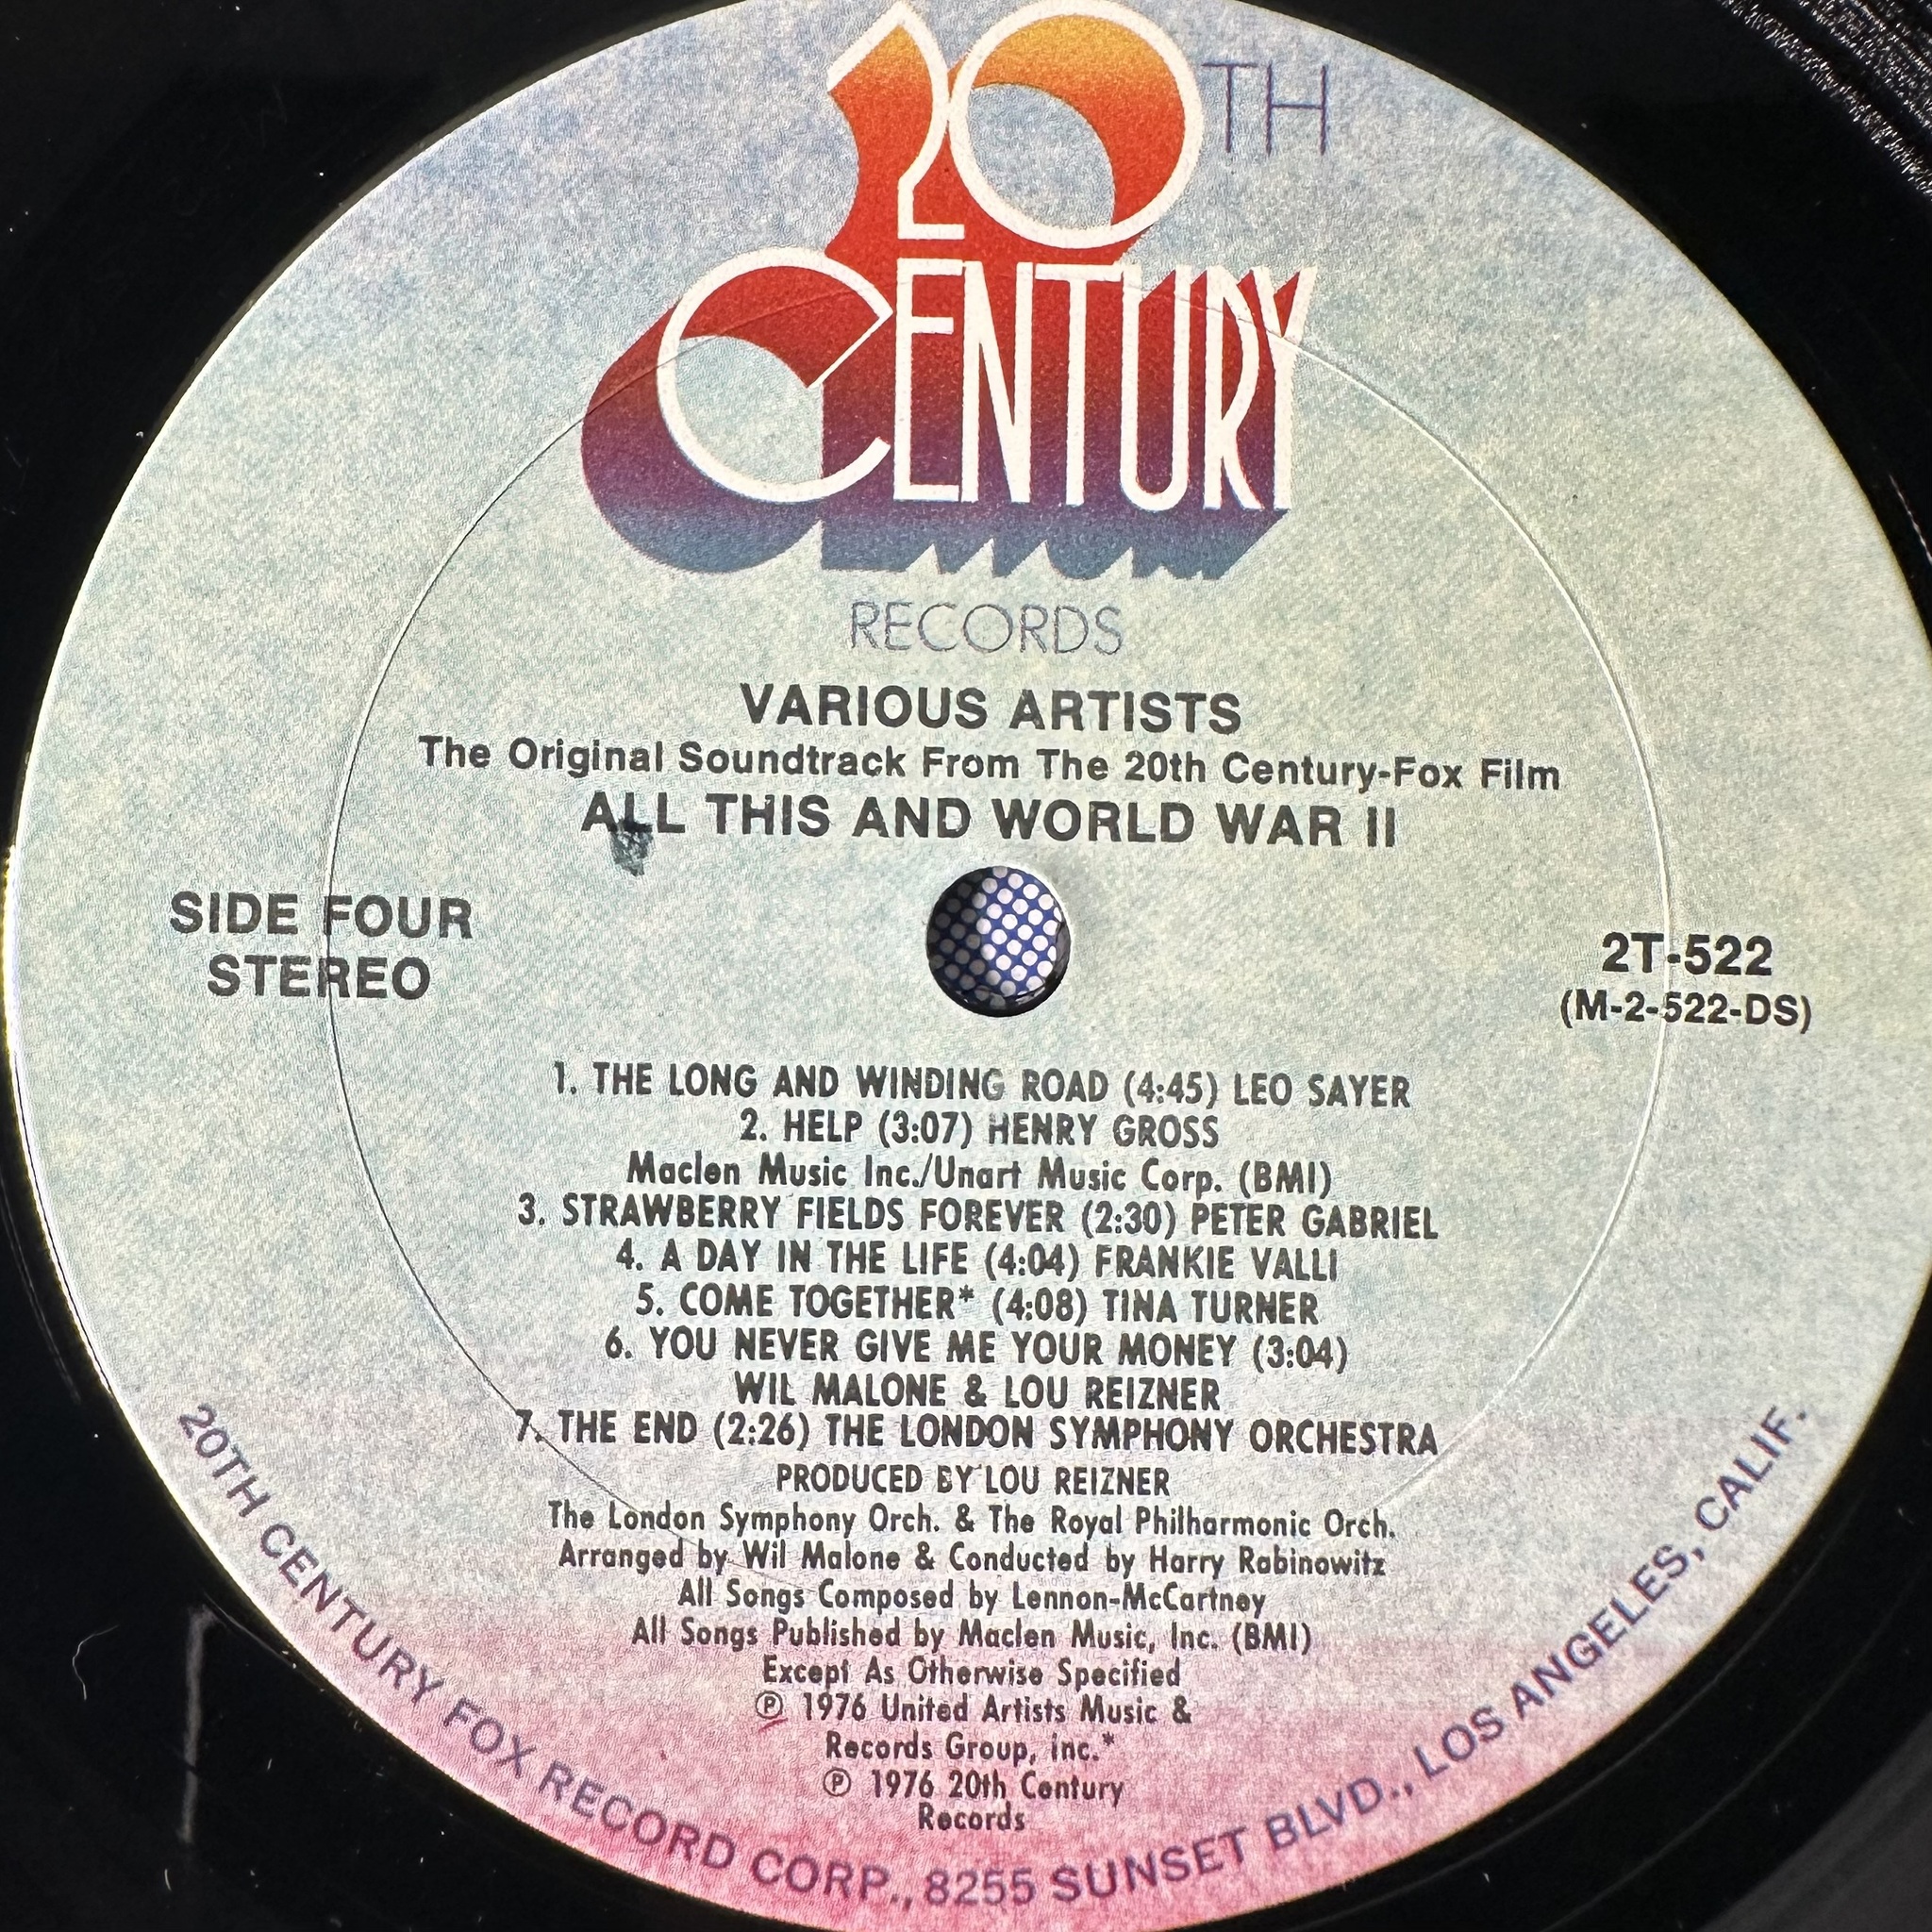 20TH
CENTURY
RECORDS
VARIOUS ARTISTS
The Original Soundtrack From The 20th Century-Fox Film
ALL THIS AND WORLD WAR II
SIDE FOUR
STEREO
2T-522
(M-2-522-DS)
1. THE LONG AND WINDING ROAD (4:45) LEO SAYER
2. HELP (3:07) HENRY GROSS
Maclen Music Inc./Unart Music Corp. (BMI)
3. STRAWBERRY FIELDS FOREVER (2:30) PETER GABRIEL
4. A DAY IN THE LIFE (4:04) FRANKIE VALLI
5. COME TOGETHER* (4:08) TINA TURNER
6. YOU NEVER GIVE ME YOUR MONEY (3:04)
WIL MALONE & LOU REIZNER
7. THE END (2:26) THE LONDON SYMPHONY ORCHESTRA
PRODUCED BY LOU REIZNER
The London Symphony Orch. & The Royal Philharmonic Orch.
Arranged by Wil Malone & Conducted by Harry Rabinowitz
All Songs Composed by Lennon-McCartney
All Songs Published by Maclen Music, Inc. (BMI)
Except As Otherwise Specified
℗ 1976 United Artists Music &
Records Group, inc.*
℗ 1976 20th Century
Records
20TH CENTURY FOX RECORD CORP., 8255 SUNSET BLVD., LOS ANGELES, CALIF.